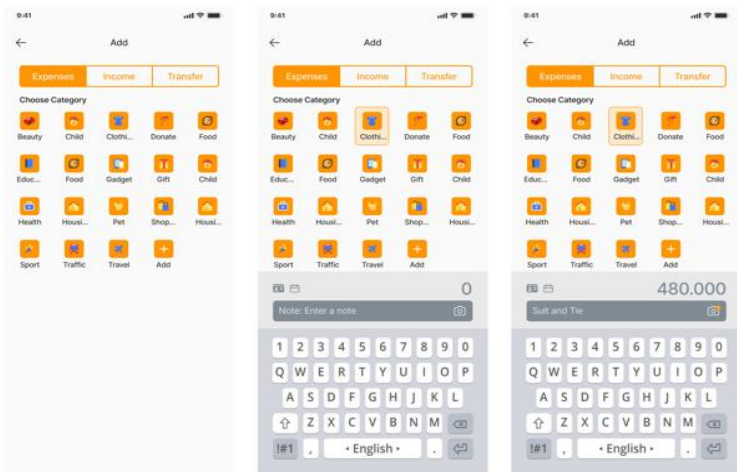 9:41
Add
Expenses Income Transfer
Choose Category
Beauty Child Clothi... Donate Food
Educ... Food Gadget Gift Child
Health Housi... Pet Shop... Housi...
Sport Traffic Travel Add
9:41
Add
Expenses Income Transfer
Choose Category
Beauty Child Clothi... Donate Food
Educ... Food Gadget Gift Child
Health Housi... Pet Shop... Housi...
Sport Traffic Travel Add
0
Note: Enter a note
1 2 3 4 5 6 7 8 9 0
Q W E R T Y U I O P
A S D F G H J K L
Z X C V B N M
!#1 , • English • .
9:41
Add
Expenses Income Transfer
Choose Category
Beauty Child Clothi... Donate Food
Educ... Food Gadget Gift Child
Health Housi... Pet Shop... Housi...
Sport Traffic Travel Add
480.000
Suit and Tie
1 2 3 4 5 6 7 8 9 0
Q W E R T Y U I O P
A S D F G H J K L
Z X C V B N M
!#1 , • English • .